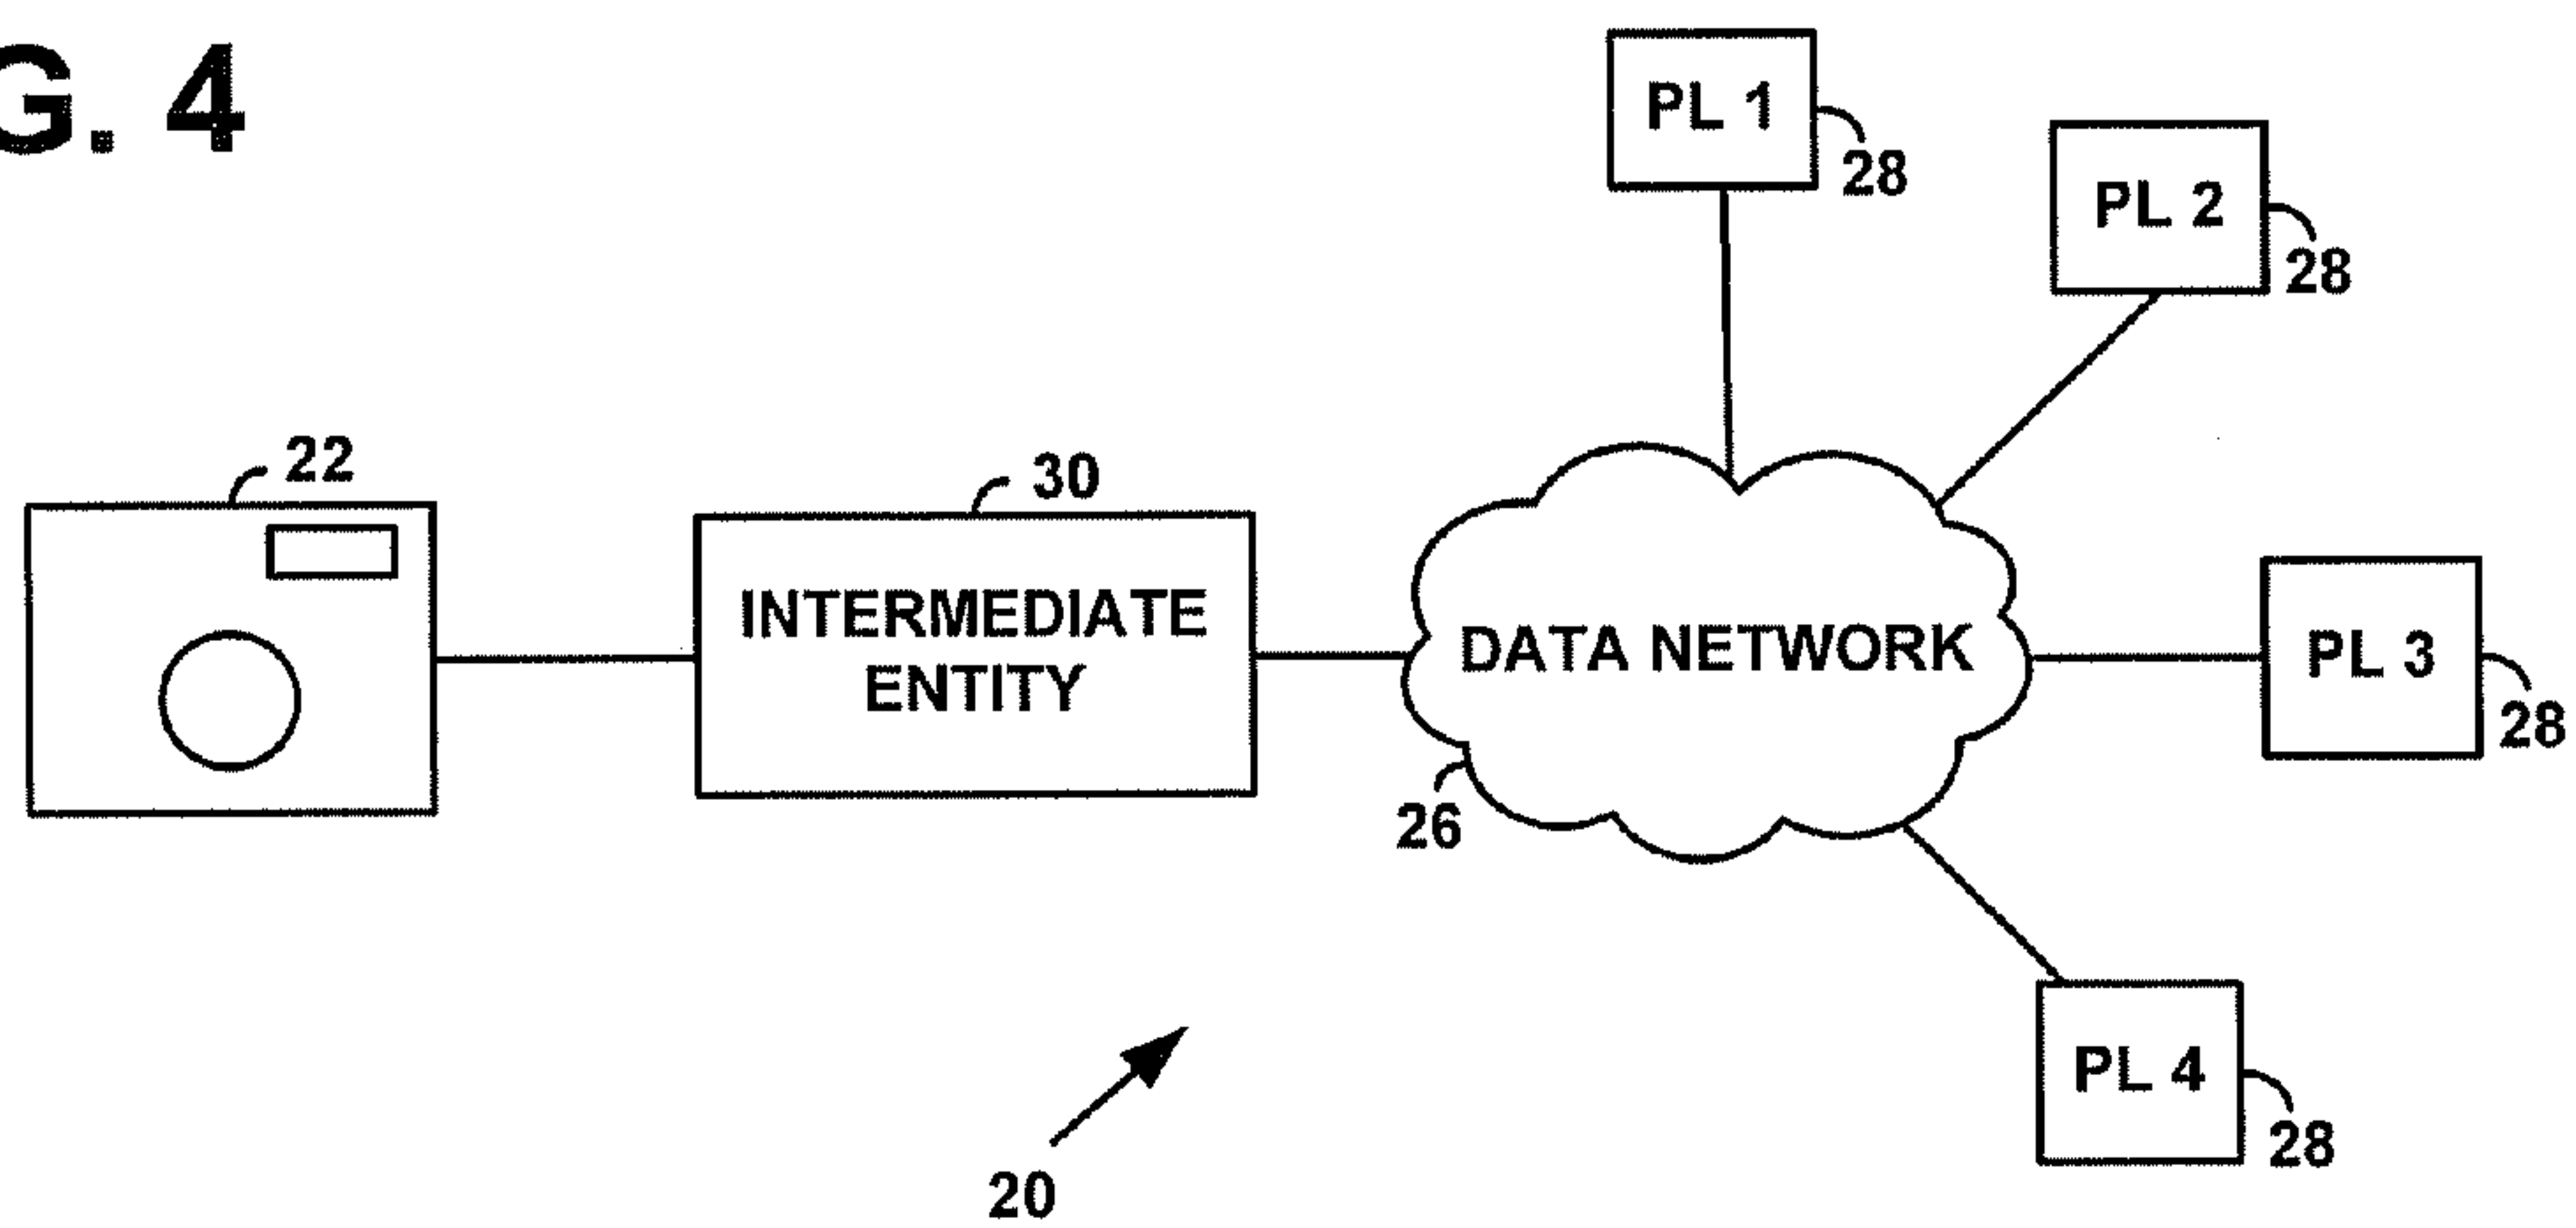 G. 4
PL 1
28
PL 2
28
22
30
INTERMEDIATE
ENTITY
DATA NETWORK
26
PL 3
28
PL 4
28
20